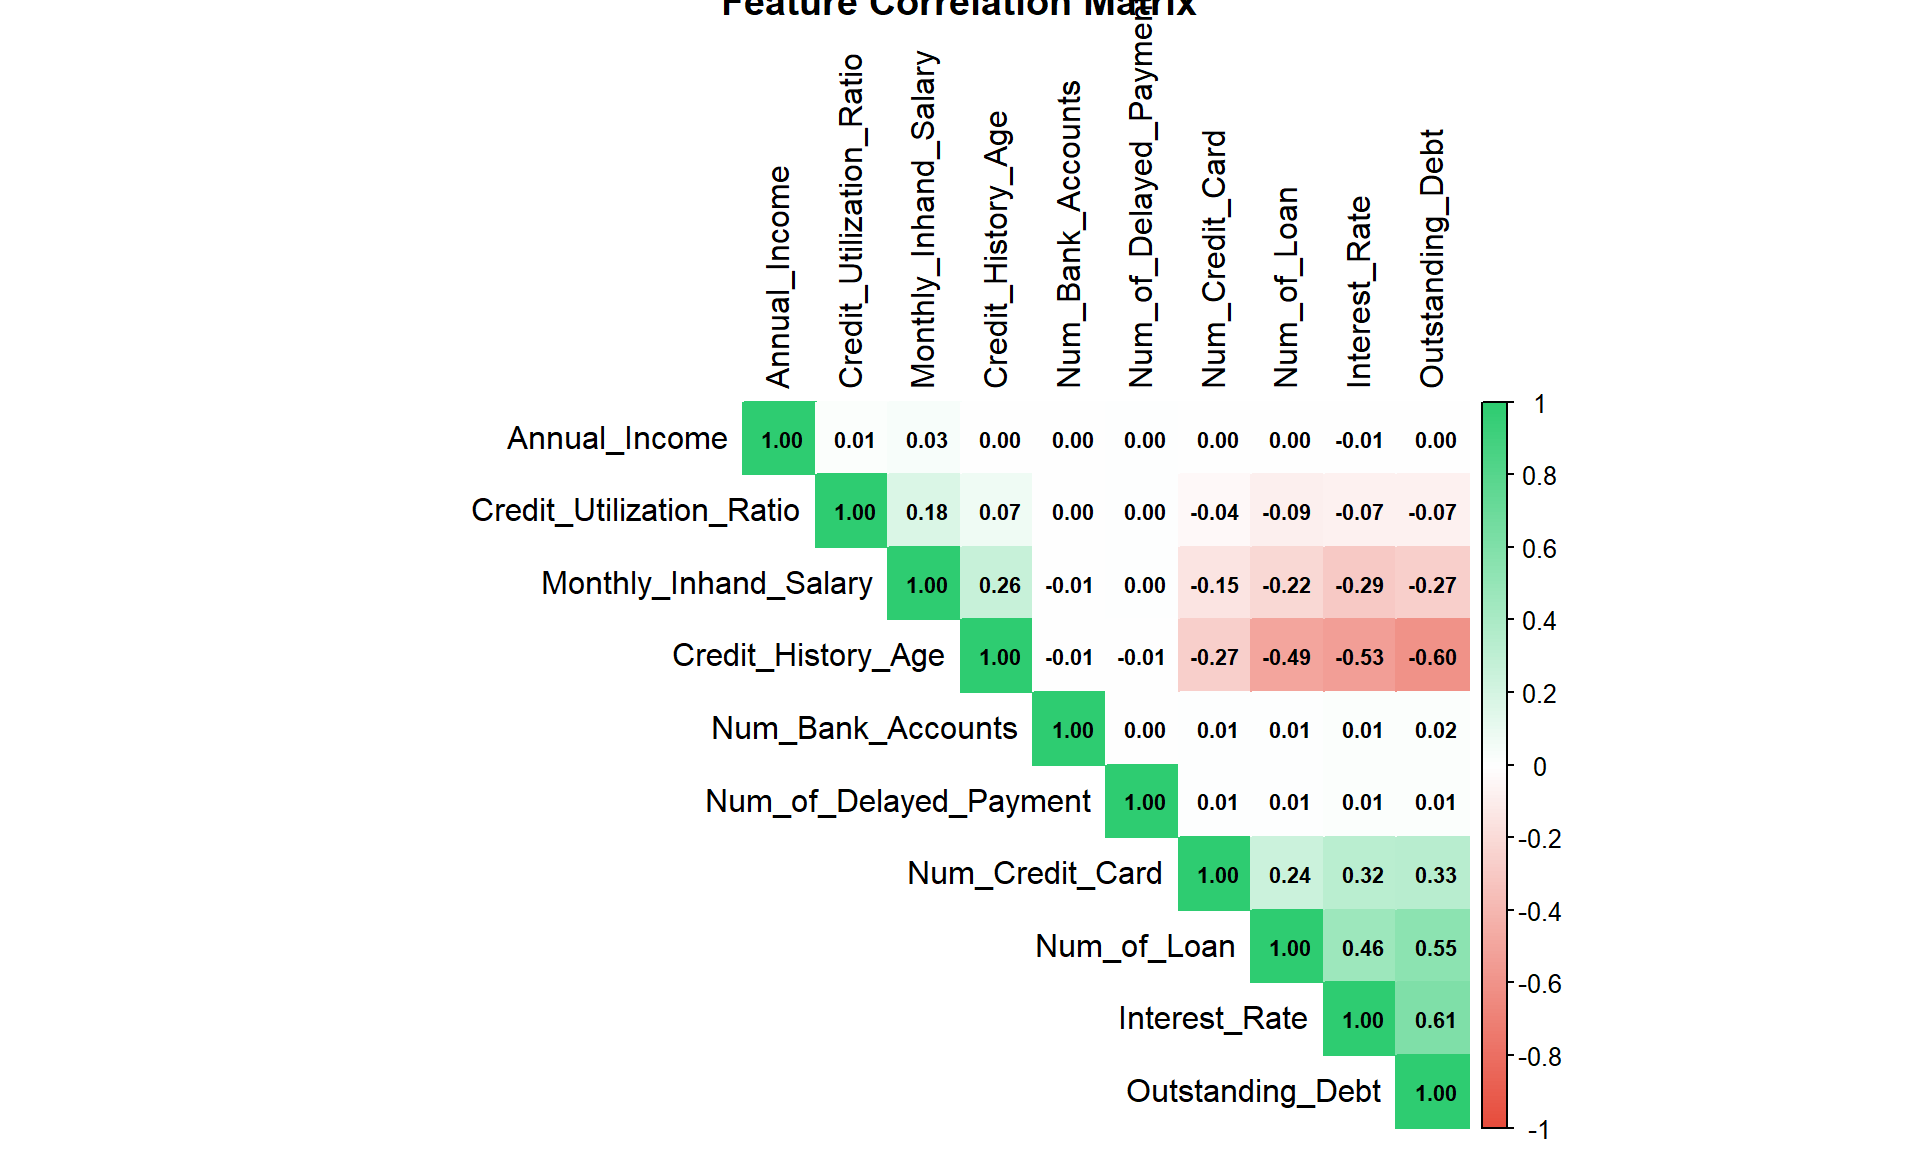 Feature Correlation Matrix
Annual_Income
Credit_Utilization_Ratio
Monthly_Inhand_Salary
Credit_History_Age
Num_Bank_Accounts
Num_of_Delayed_Paymen
Num_Credit_Card
Num_of_Loan
Interest_Rate
Outstanding_Debt
Annual_Income 1.00 0.01 0.03 0.00 0.00 0.00 0.00 0.00 -0.01 0.00
Credit_Utilization_Ratio 1.00 0.18 0.07 0.00 0.00 -0.04 -0.09 -0.07 -0.07
Monthly_Inhand_Salary 1.00 0.26 -0.01 0.00 -0.15 -0.22 -0.29 -0.27
Credit_History_Age 1.00 -0.01 -0.01 -0.27 -0.49 -0.53 -0.60
Num_Bank_Accounts 1.00 0.00 0.01 0.01 0.01 0.02
Num_of_Delayed_Payment 1.00 0.01 0.01 0.01 0.01
Num_Credit_Card 1.00 0.24 0.32 0.33
Num_of_Loan 1.00 0.46 0.55
Interest_Rate 1.00 0.61
Outstanding_Debt 1.00
1
0.8
0.6
0.4
0.2
0
-0.2
-0.4
-0.6
-0.8
-1